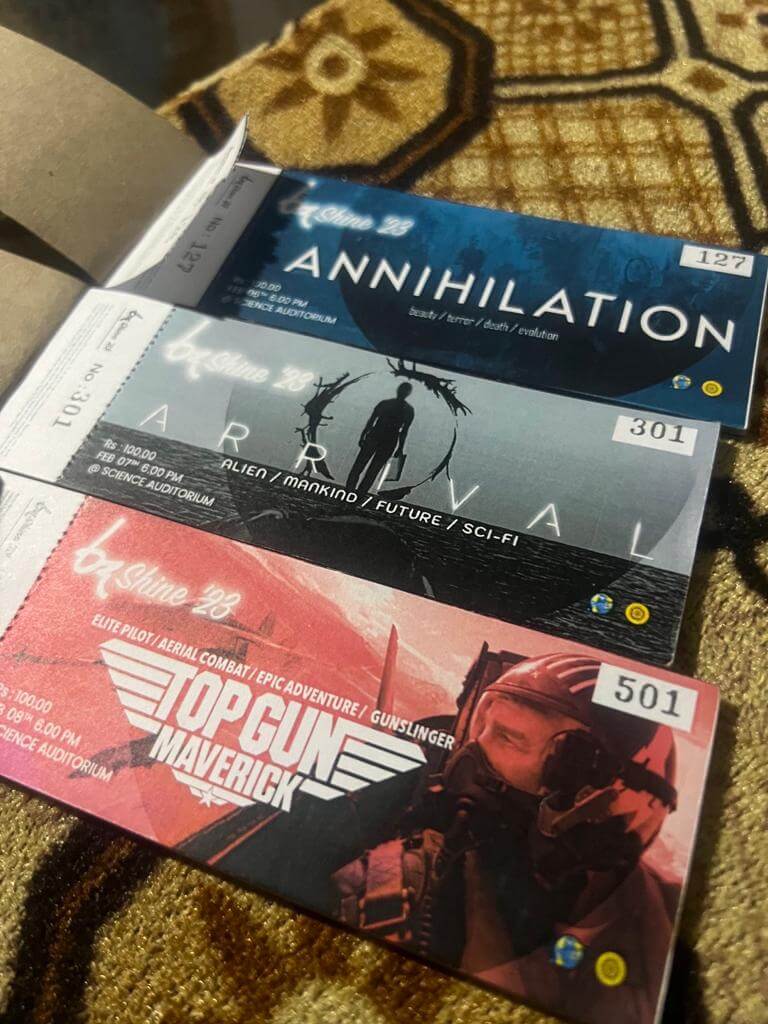 No: 127
Shine '23
127
ANNIHILATION
beauty / terror / death / evolution
6:00 PM
@ SCIENCE AUDITORIUM
No: 301
Shine '23
301
ARRIVAL
ALIEN / MANKIND / FUTURE / SCI-FI
Rs : 100.00
FEB 07TH 6:00 PM
@ SCIENCE AUDITORIUM
Shine '23
501
ELITE PILOT / AERIAL COMBAT / EPIC ADVENTURE / GUNSLINGER
TOP GUN
MAVERICK
Rs : 100.00
08TH 6:00 PM
SCIENCE AUDITORIUM